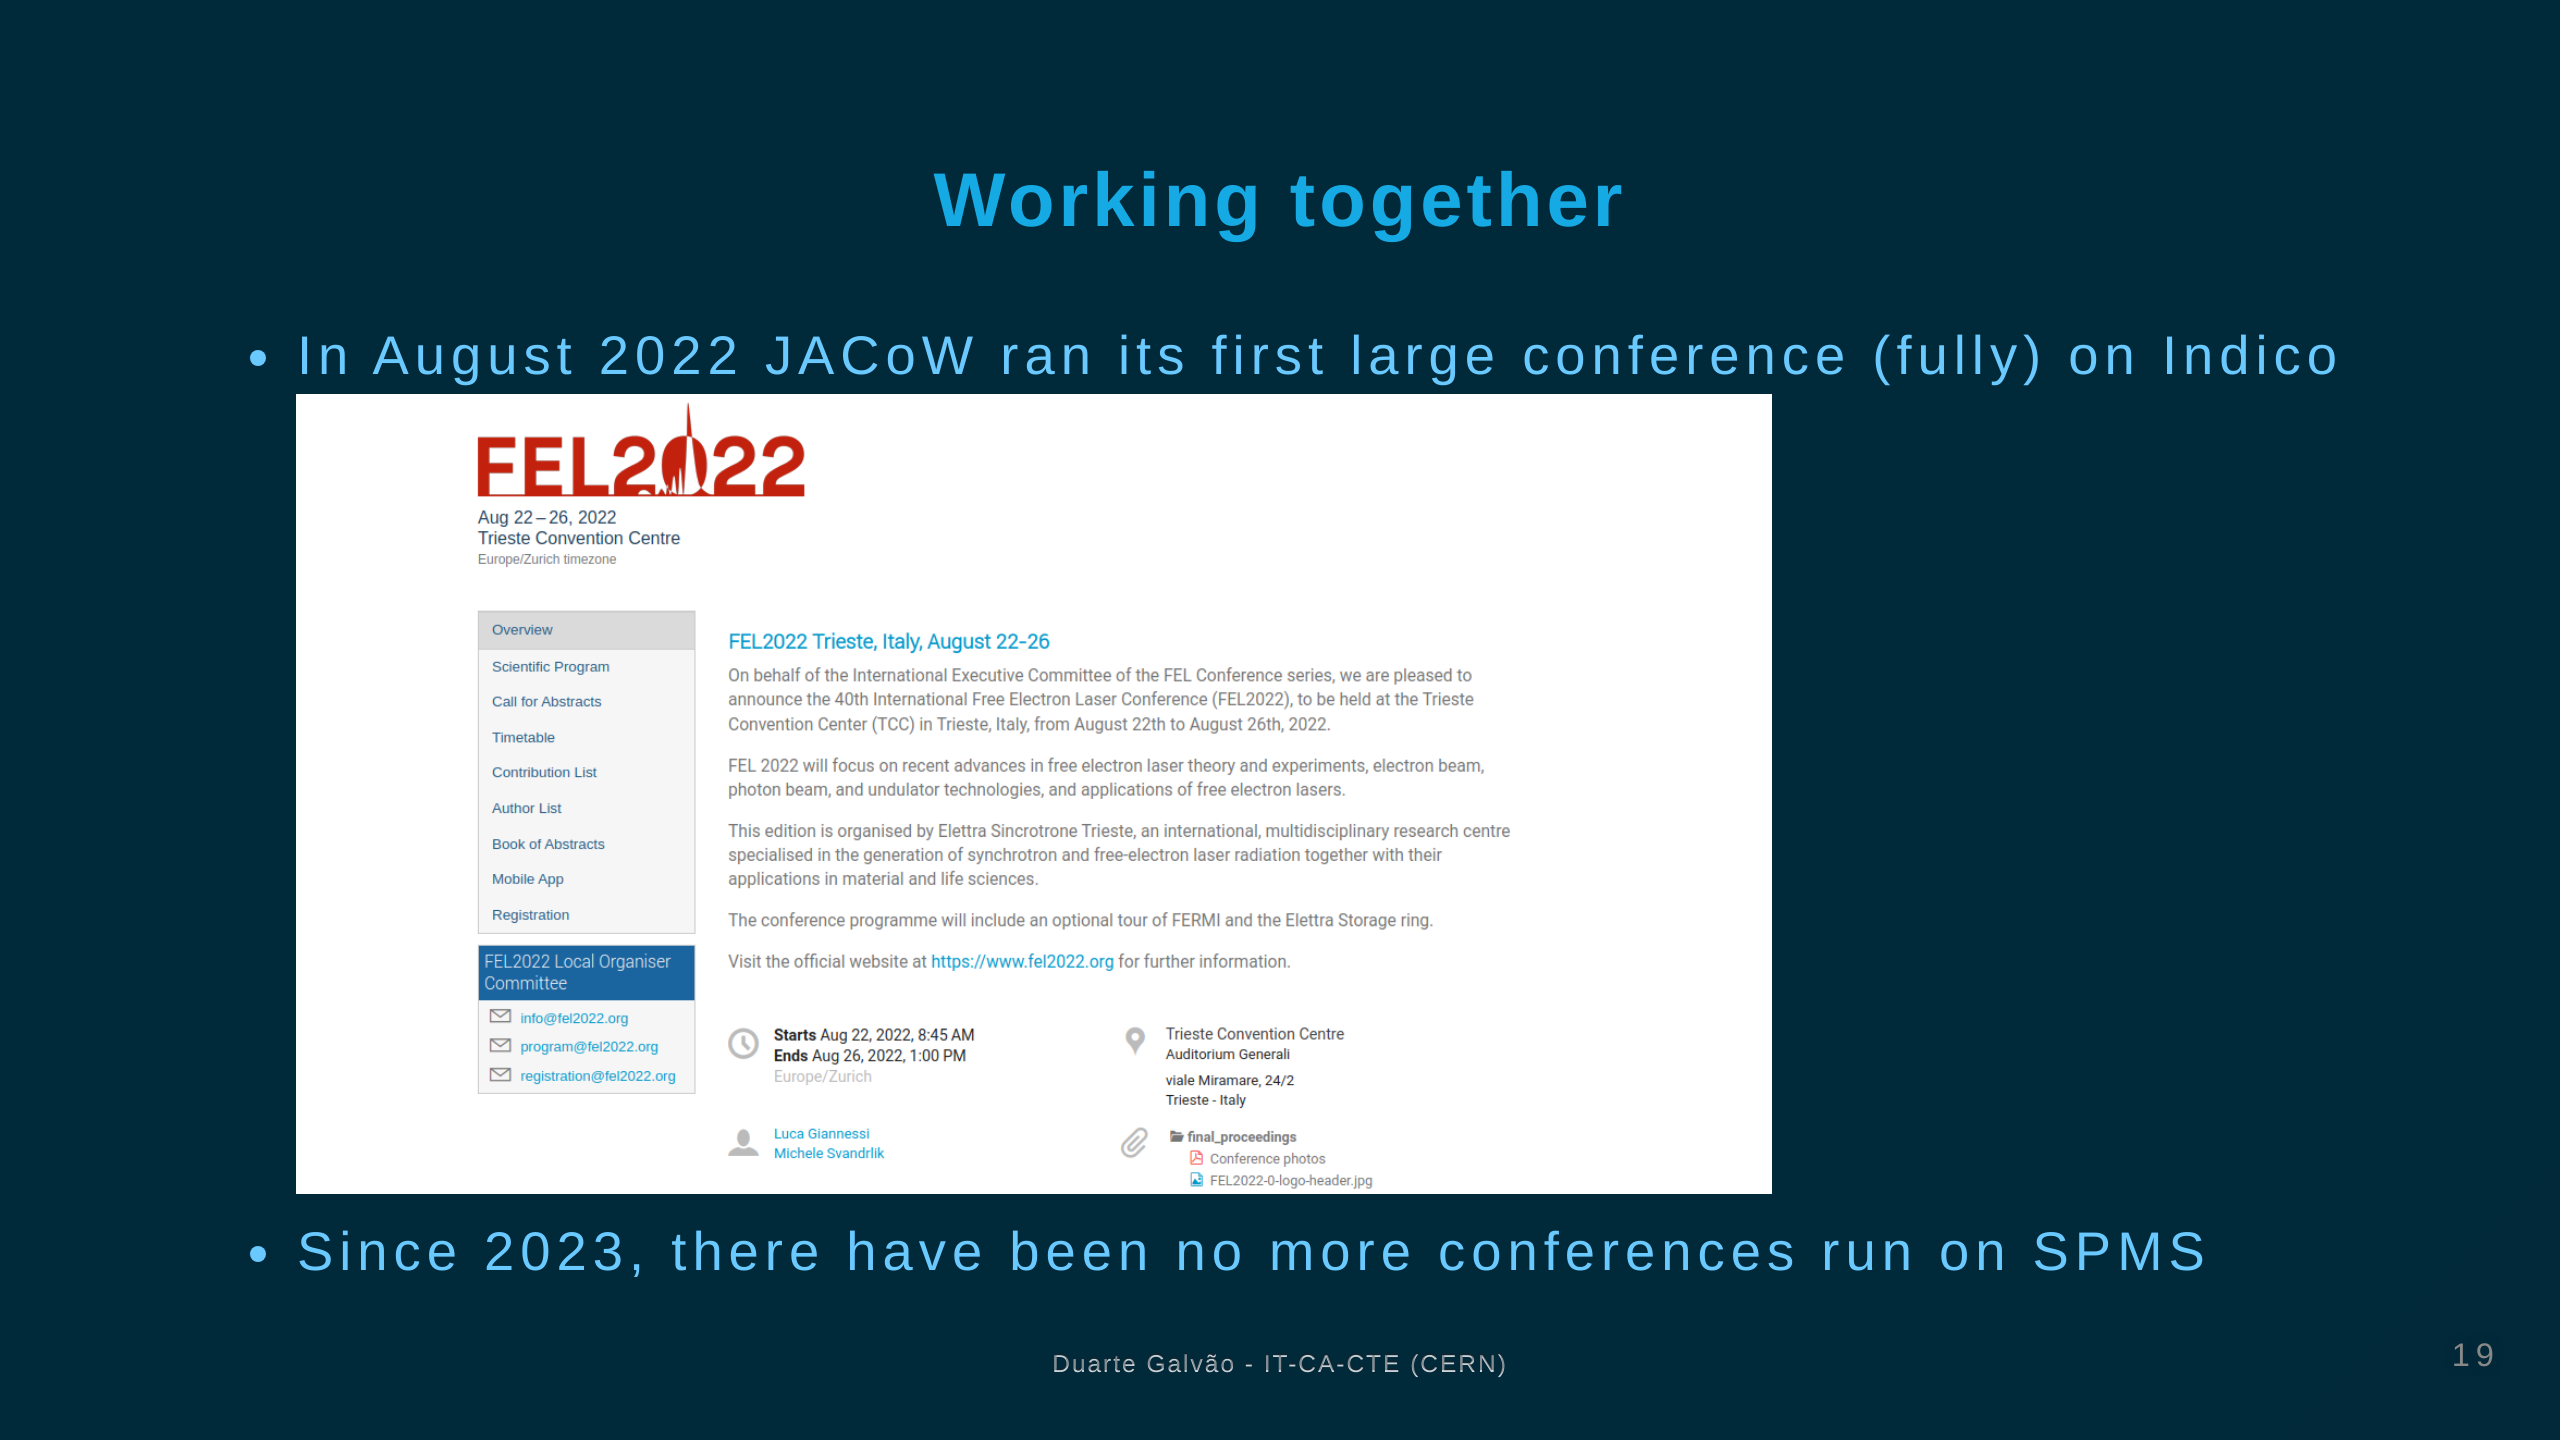 Working together
In August 2022 JACoW ran its first large conference (fully) on Indico
FEL2022
Aug 22 – 26, 2022
Trieste Convention Centre
Europe/Zurich timezone
Overview
Scientific Program
Call for Abstracts
Timetable
Contribution List
Author List
Book of Abstracts
Mobile App
Registration
FEL2022 Local Organiser
Committee
info@fel2022.org
program@fel2022.org
registration@fel2022.org
FEL2022 Trieste, Italy, August 22-26
On behalf of the International Executive Committee of the FEL Conference series, we are pleased to
announce the 40th International Free Electron Laser Conference (FEL2022), to be held at the Trieste
Convention Center (TCC) in Trieste, Italy, from August 22th to August 26th, 2022.
FEL 2022 will focus on recent advances in free electron laser theory and experiments, electron beam,
photon beam, and undulator technologies, and applications of free electron lasers.
This edition is organised by Elettra Sincrotrone Trieste, an international, multidisciplinary research centre
specialised in the generation of synchrotron and free-electron laser radiation together with their
applications in material and life sciences.
The conference programme will include an optional tour of FERMI and the Elettra Storage ring.
Visit the official website at https://www.fel2022.org for further information.
Starts Aug 22, 2022, 8:45 AM
Ends Aug 26, 2022, 1:00 PM
Europe/Zurich
Trieste Convention Centre
Auditorium Generali
viale Miramare, 24/2
Trieste - Italy
Luca Giannessi
Michele Svandrlik
final_proceedings
Conference photos
FEL2022-0-logo-header.jpg
Since 2023, there have been no more conferences run on SPMS
Duarte Galvão - IT-CA-CTE (CERN)
19